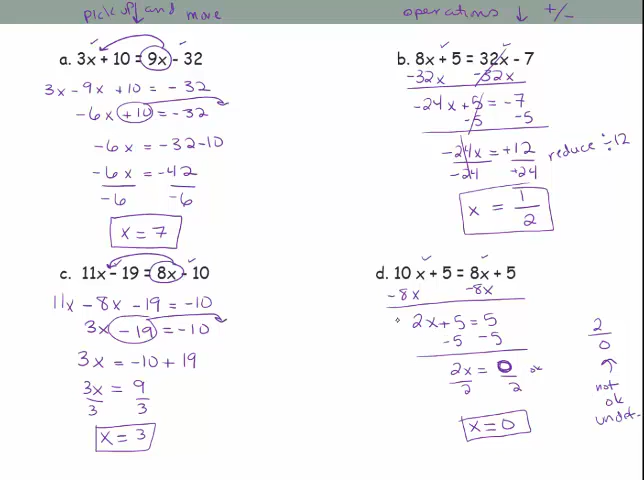 pick up ↓ and move
operations ↓ +/-
a. 3x + 10 = 9x - 32
3x - 9x + 10 = -32
-6x + 10 = -32
-6x = -32 - 10
-6x = -42
-6 -6
x = 7
b. 8x + 5 = 32x - 7
-32x -32x
-24x + 5 = -7
-5 -5
-24x = +12 reduce ÷12
-24 +24
x = 1/2
c. 11x - 19 = 8x - 10
11x - 8x - 19 = -10
3x - 19 = -10
3x = -10 + 19
3x = 9
3 3
x = 3
d. 10x + 5 = 8x + 5
-8x -8x
2x + 5 = 5
-5 -5
2x = 0 ok
2 2
x = 0
2
0
↑
not
ok
undef.